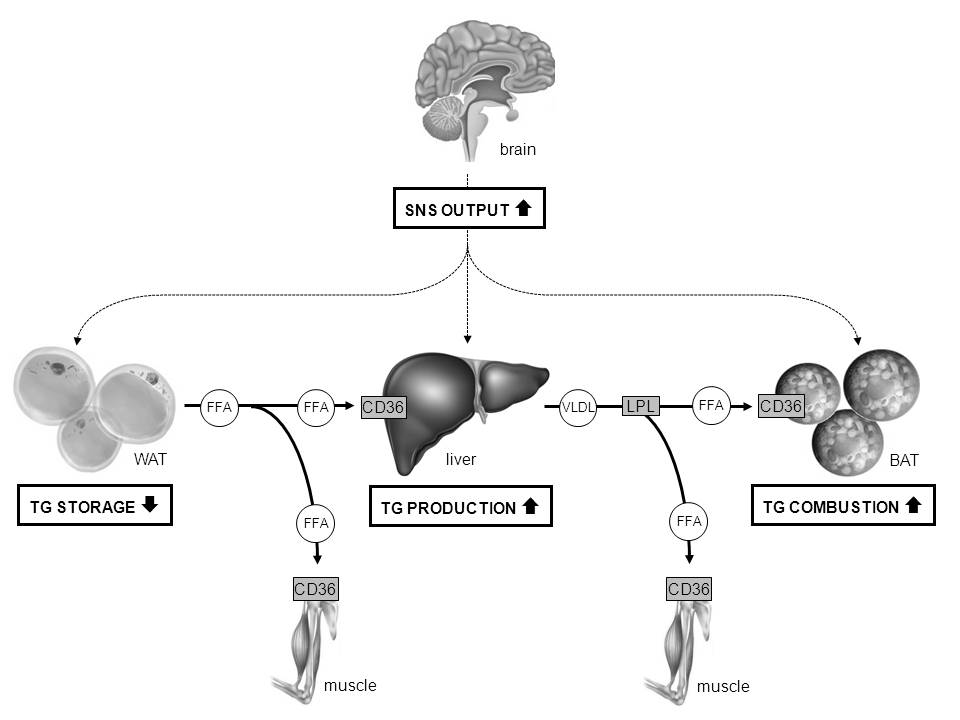 brain
SNS OUTPUT
FFA
FFA
CD36
VLDL
LPL
FFA
CD36
WAT
liver
BAT
TG STORAGE
TG PRODUCTION
TG COMBUSTION
FFA
FFA
CD36
CD36
muscle
muscle